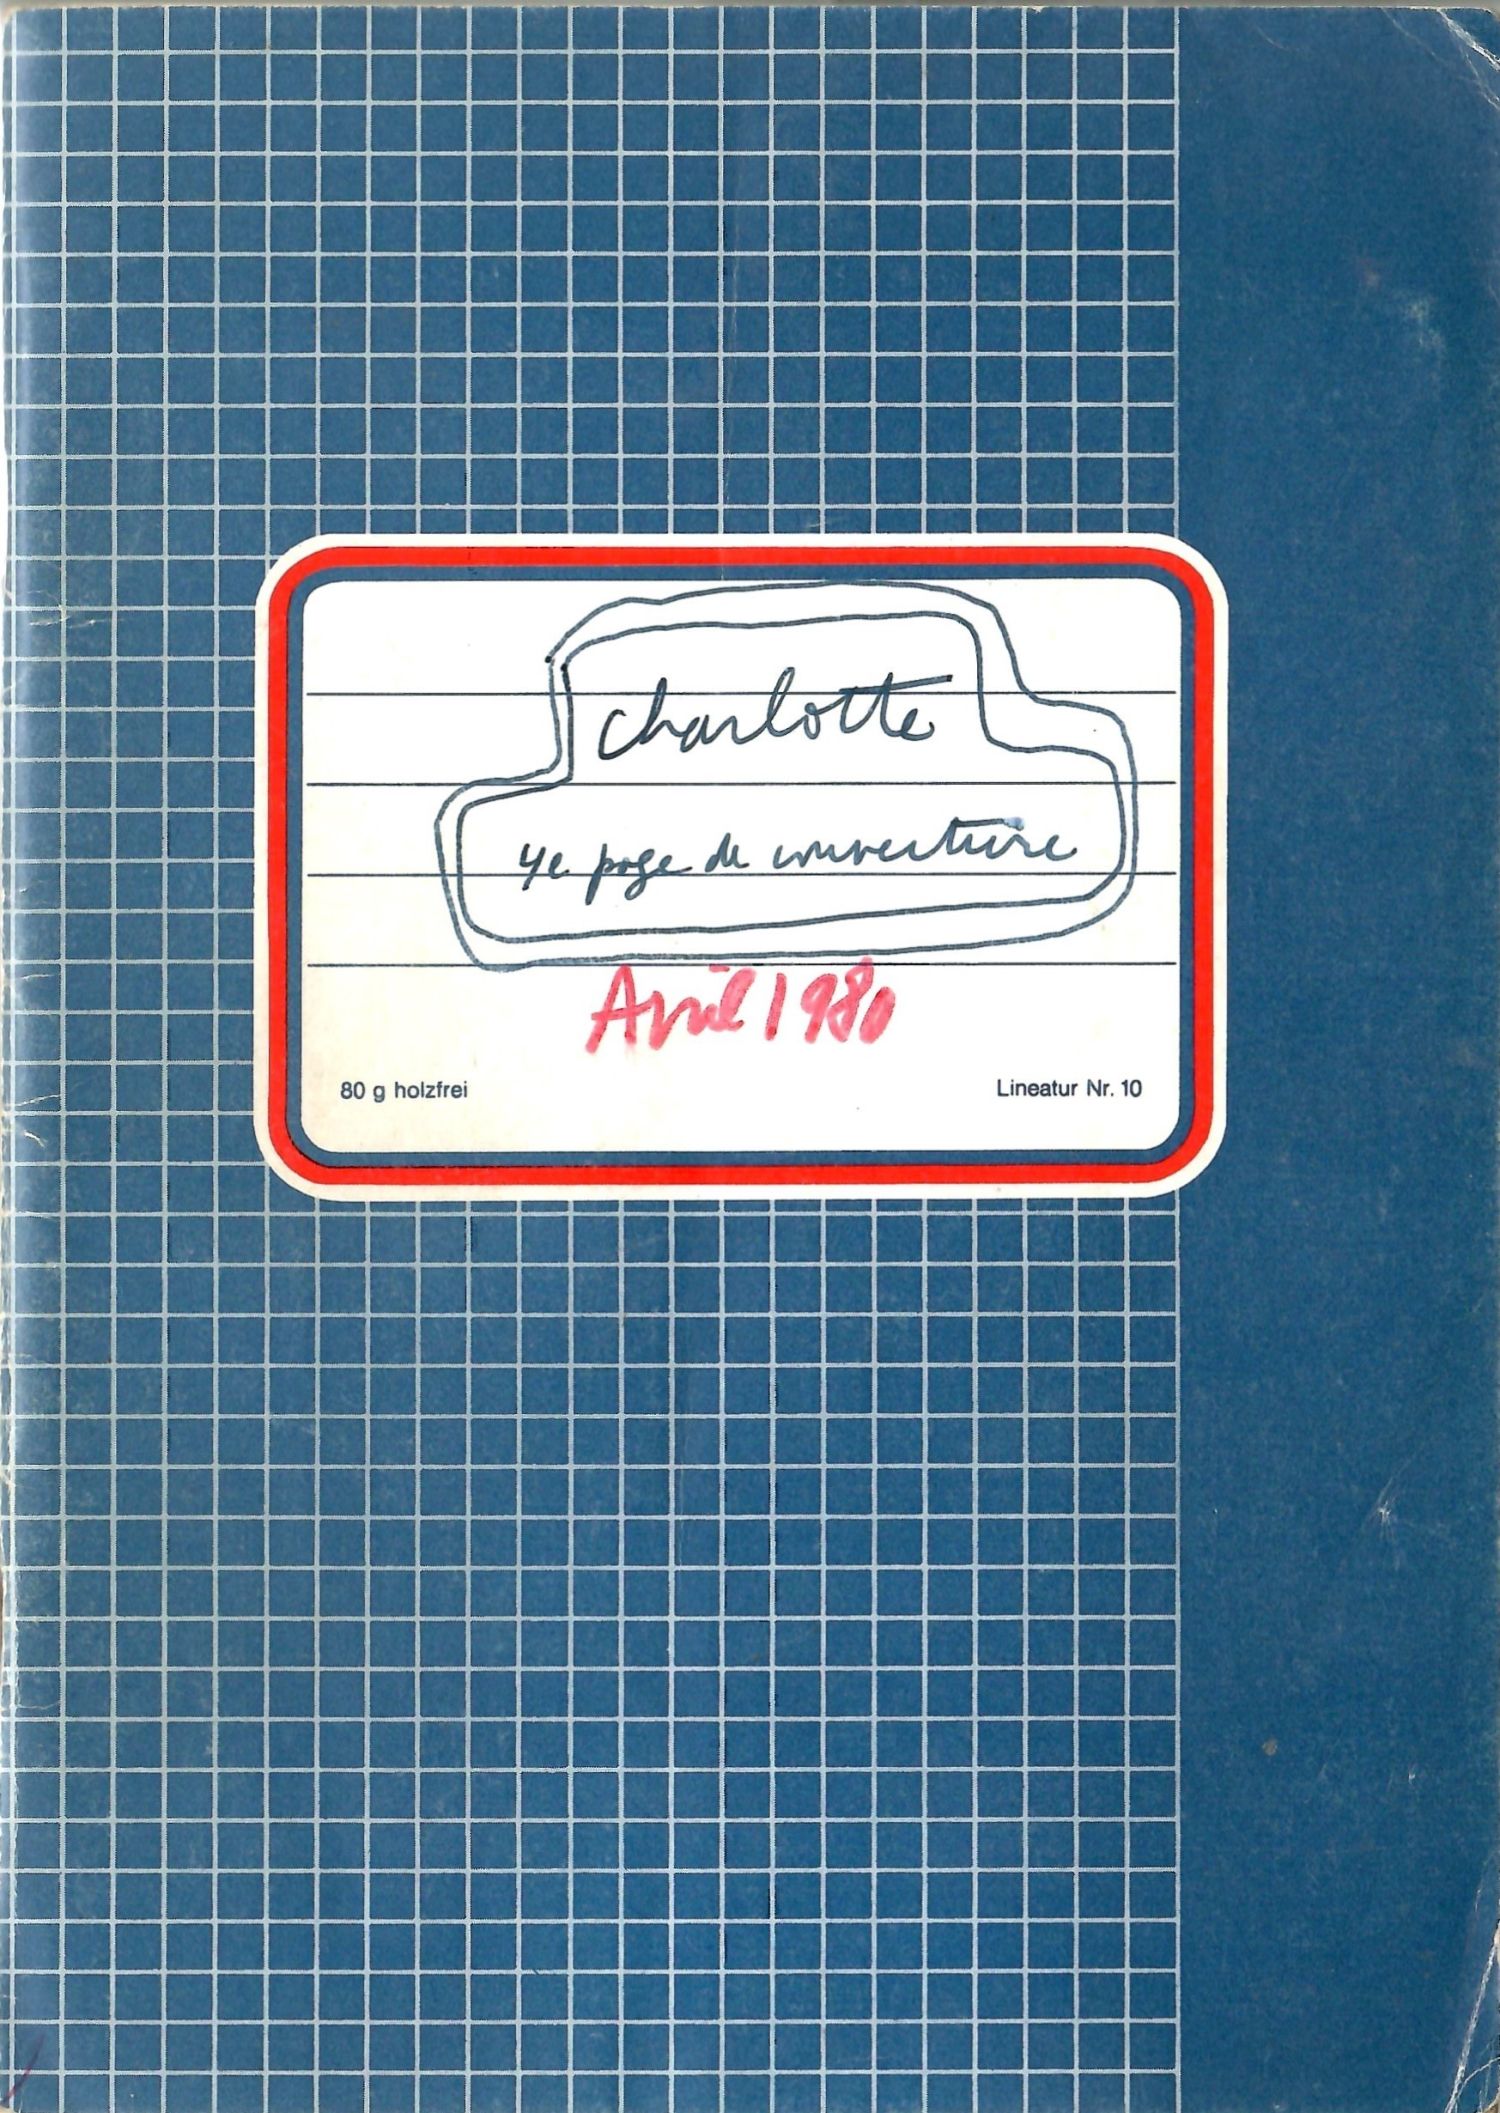 Charlotte
4e page de couverture
Avril 1980
80 g holzfrei
Lineatur Nr. 10